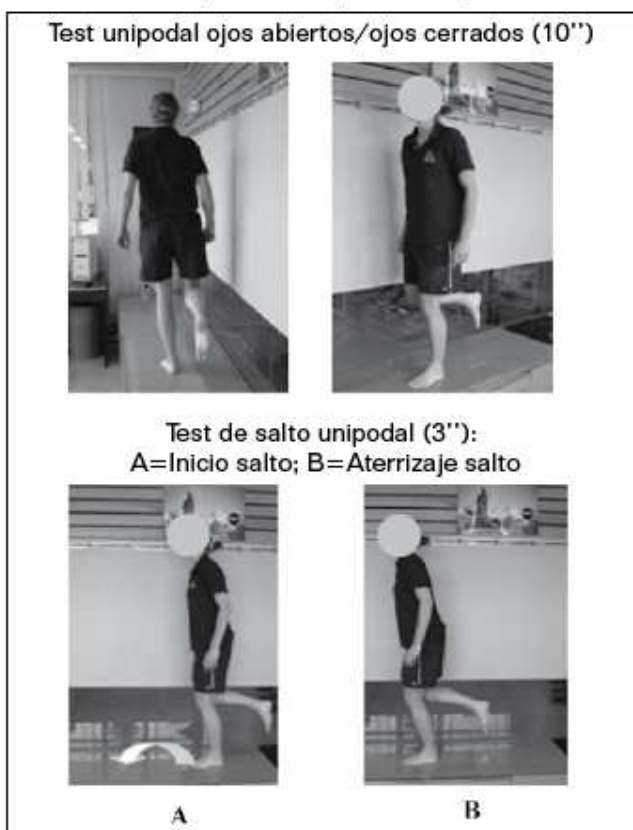 Test unipodal ojos abiertos/ojos cerrados (10'')
Test de salto unipodal (3''):
A=Inicio salto; B=Aterrizaje salto
A
B